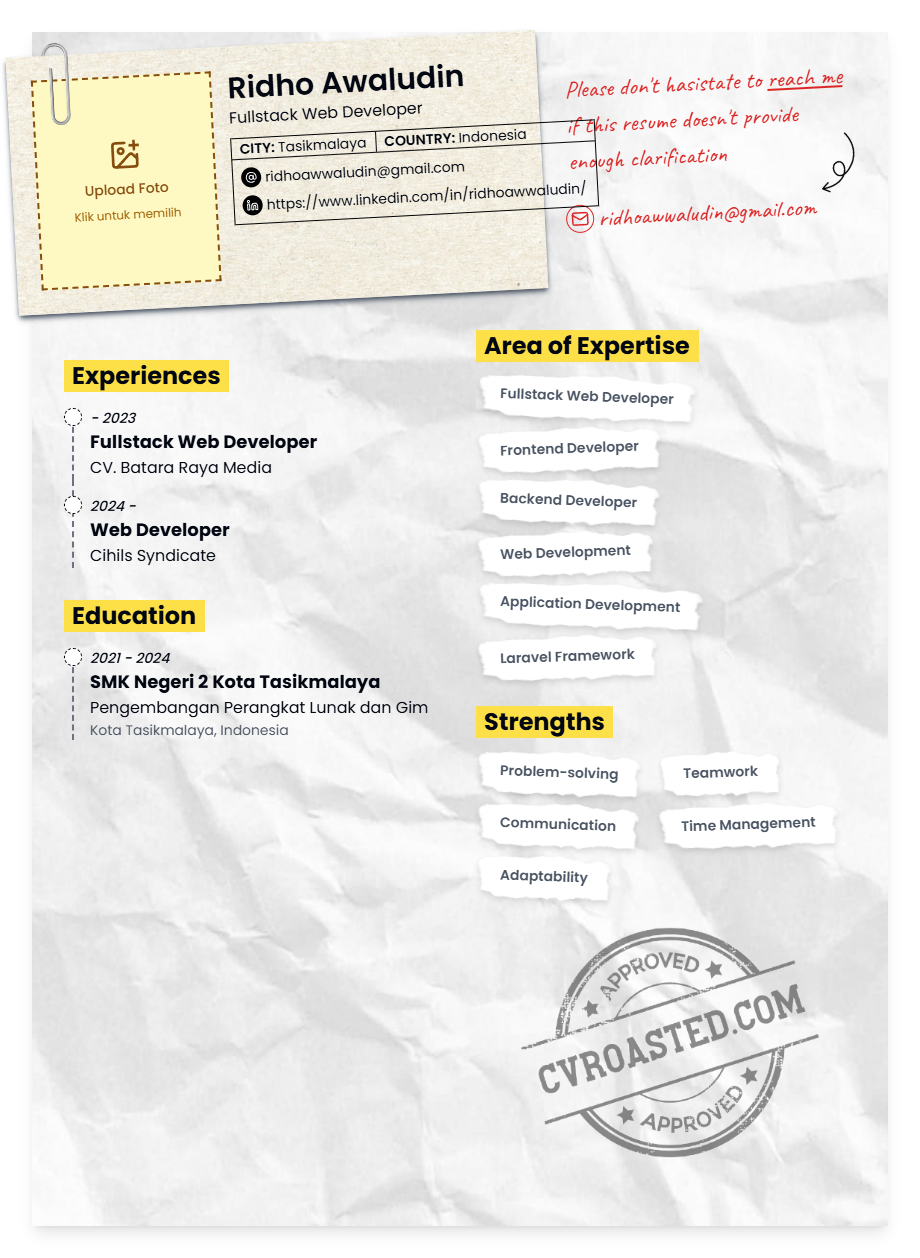 Ridho Awaludin
Fullstack Web Developer
CITY: Tasikmalaya COUNTRY: Indonesia
ridhoawwaludin@gmail.com
https://www.linkedin.com/in/ridhoawwaludin/
Upload Foto
Klik untuk memilih
Please don't hasistate to reach me
if this resume doesn't provide
enough clarification
ridhoawwaludin@gmail.com
Experiences
- 2023
Fullstack Web Developer
CV. Batara Raya Media
2024 -
Web Developer
Cihils Syndicate
Education
2021 - 2024
SMK Negeri 2 Kota Tasikmalaya
Pengembangan Perangkat Lunak dan Gim
Kota Tasikmalaya, Indonesia
Area of Expertise
Fullstack Web Developer
Frontend Developer
Backend Developer
Web Development
Application Development
Laravel Framework
Strengths
Problem-solving Teamwork
Communication Time Management
Adaptability
APPROVED
CVROASTED.COM
APPROVED